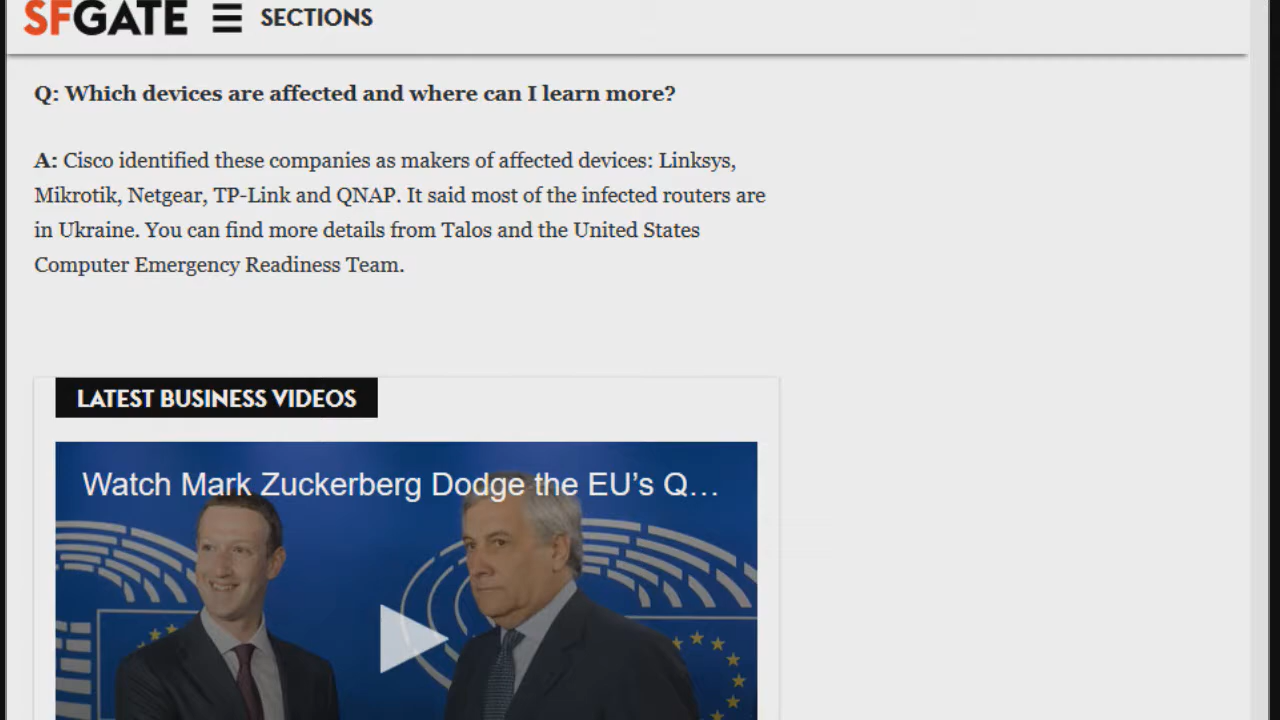 SFGATE ☰ SECTIONS
Q: Which devices are affected and where can I learn more?
A: Cisco identified these companies as makers of affected devices: Linksys,
Mikrotik, Netgear, TP-Link and QNAP. It said most of the infected routers are
in Ukraine. You can find more details from Talos and the United States
Computer Emergency Readiness Team.
LATEST BUSINESS VIDEOS
Watch Mark Zuckerberg Dodge the EU’s Q…